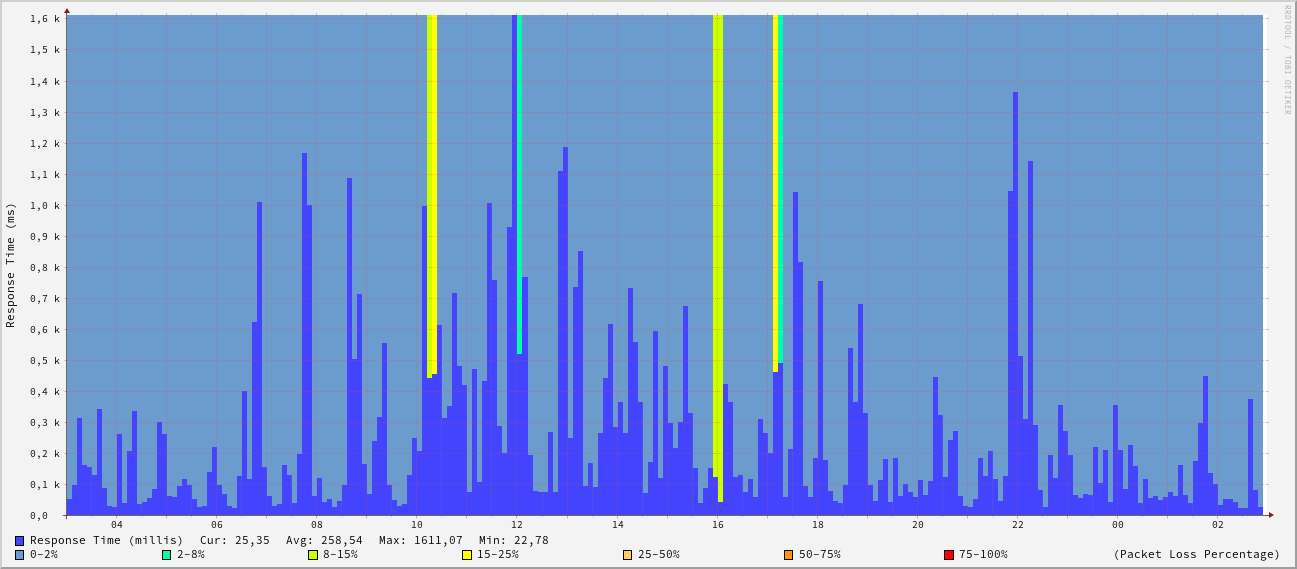 RRDTOOL / TOBI OETIKER
Response Time (ms)
1,6 k
1,5 k
1,4 k
1,3 k
1,2 k
1,1 k
1,0 k
0,9 k
0,8 k
0,7 k
0,6 k
0,5 k
0,4 k
0,3 k
0,2 k
0,1 k
0,0
04 06 08 10 12 14 16 18 20 22 00 02
Response Time (millis) Cur: 25,35 Avg: 258,54 Max: 1611,07 Min: 22,78
0-2% 2-8% 8-15% 15-25% 25-50% 50-75% 75-100% (Packet Loss Percentage)